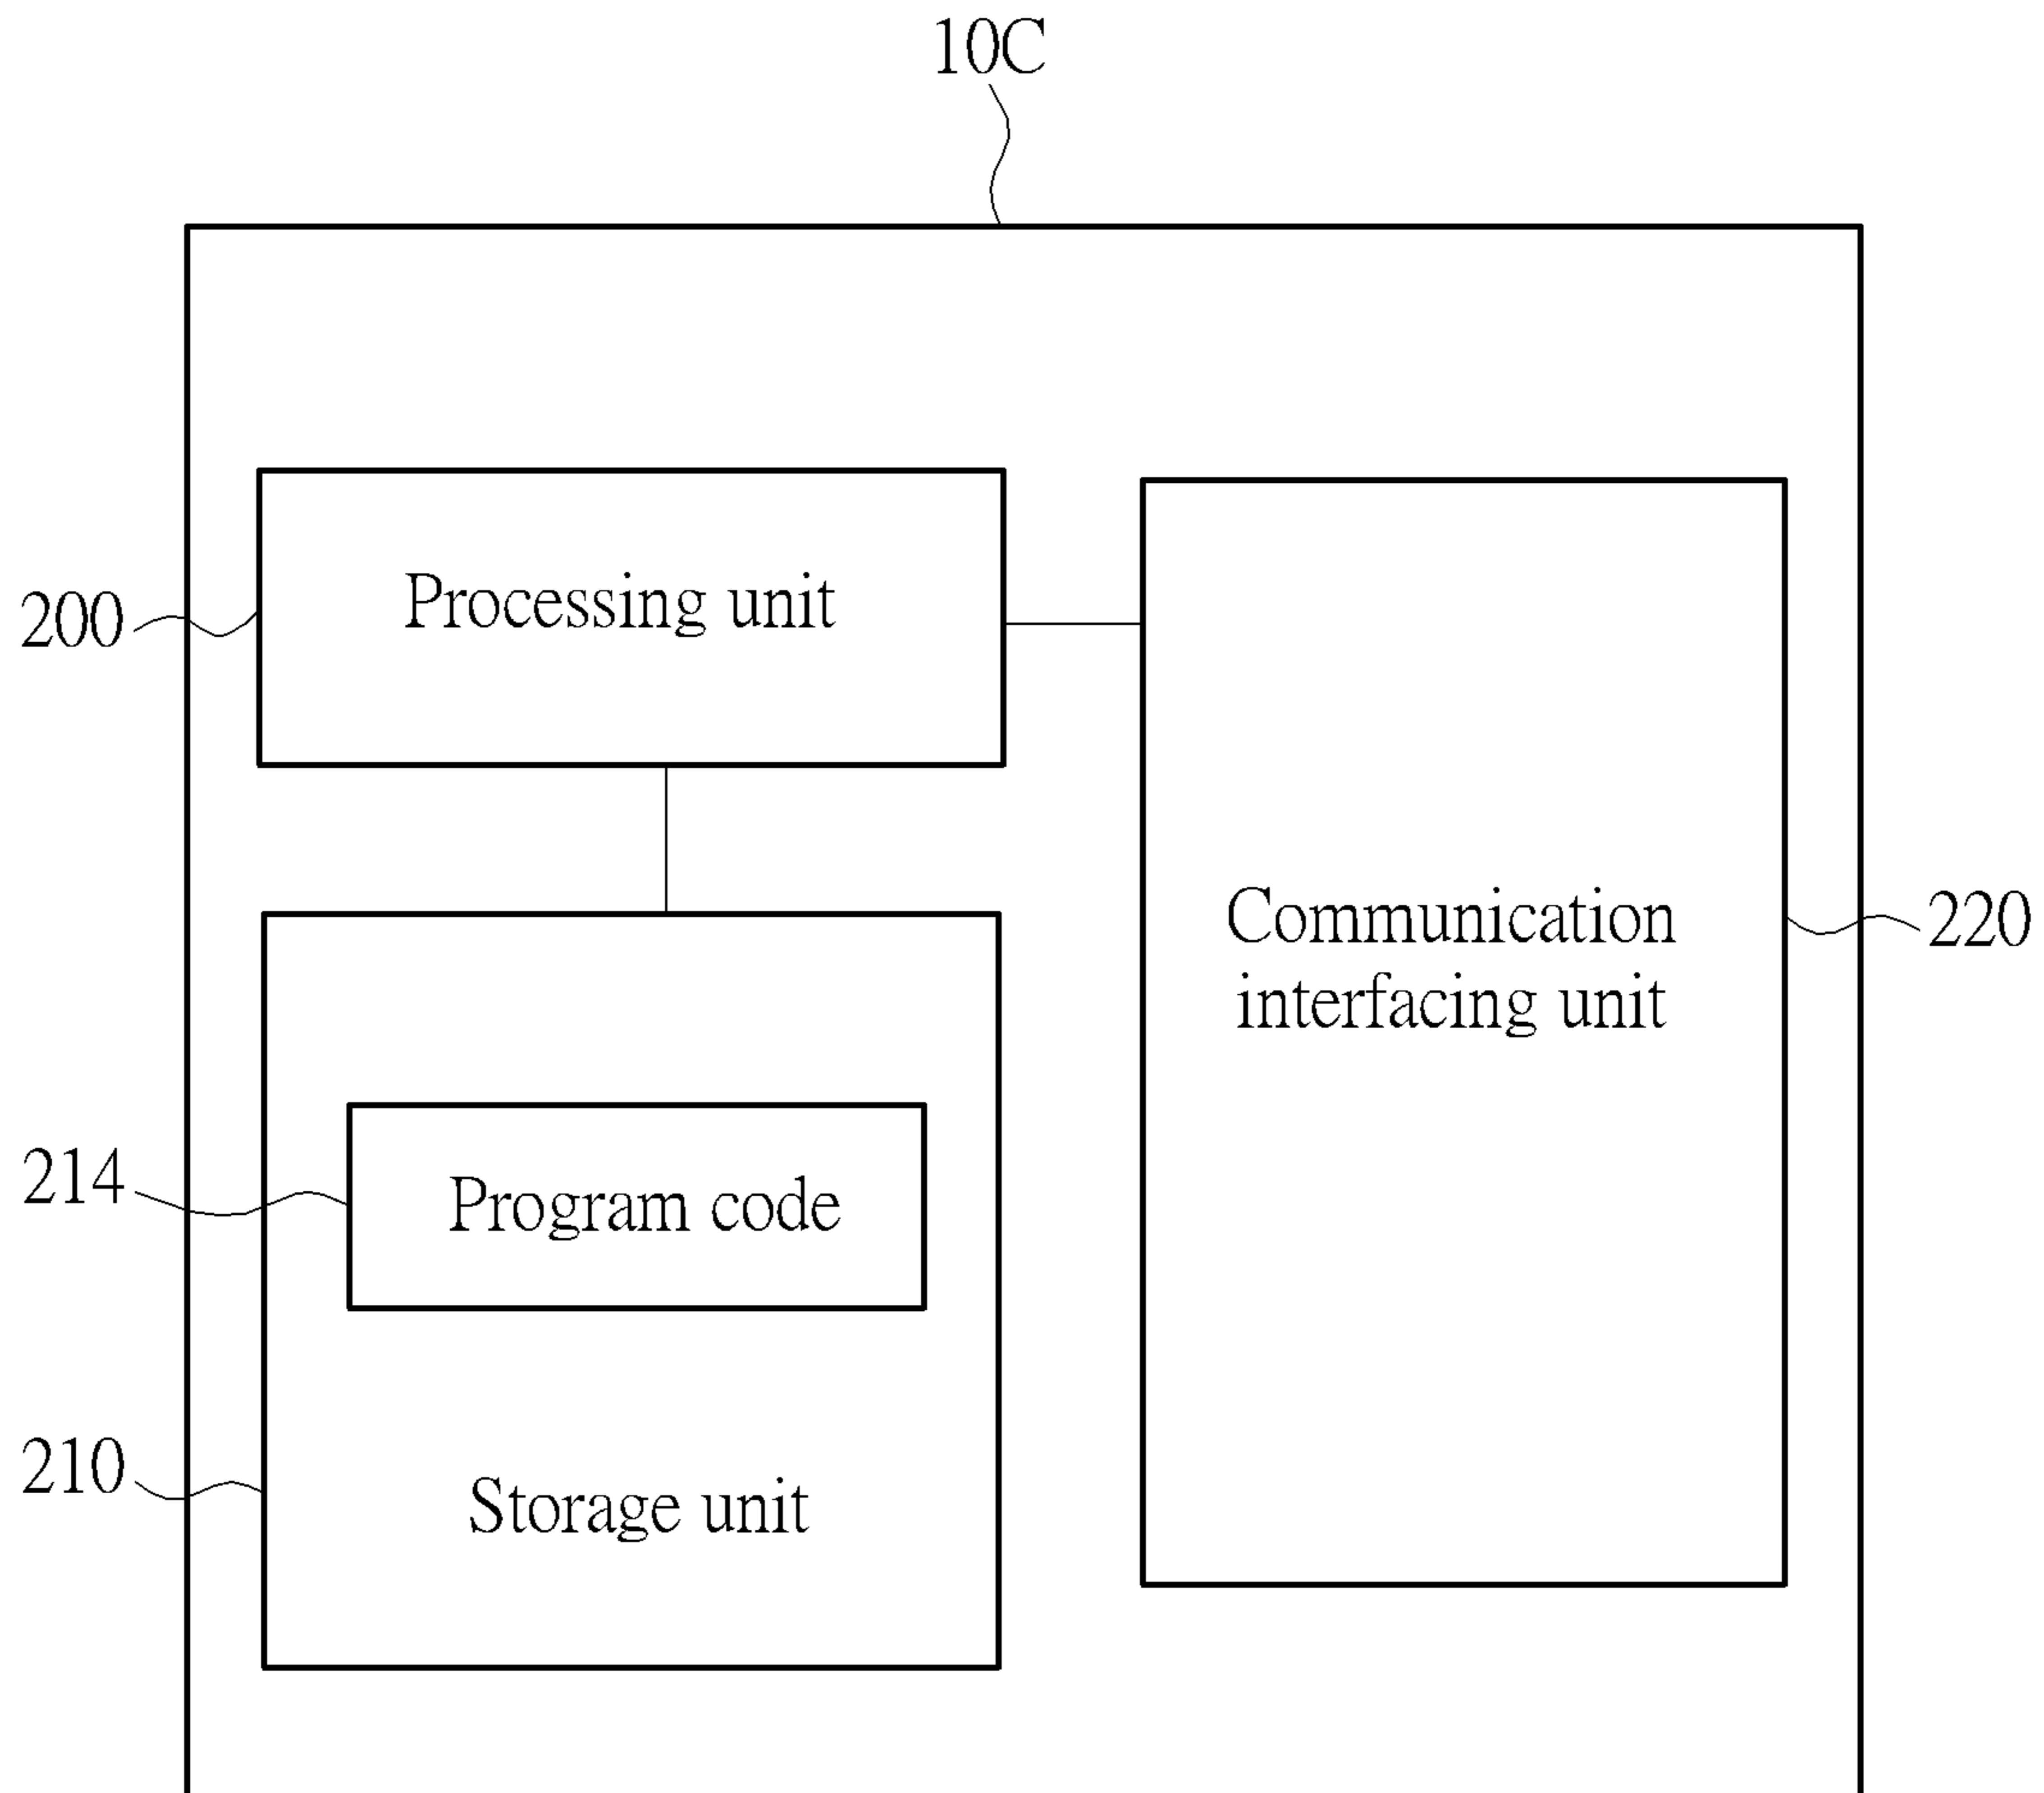 10C
Processing unit
200
Communication
interfacing unit
220
214
Program code
210
Storage unit